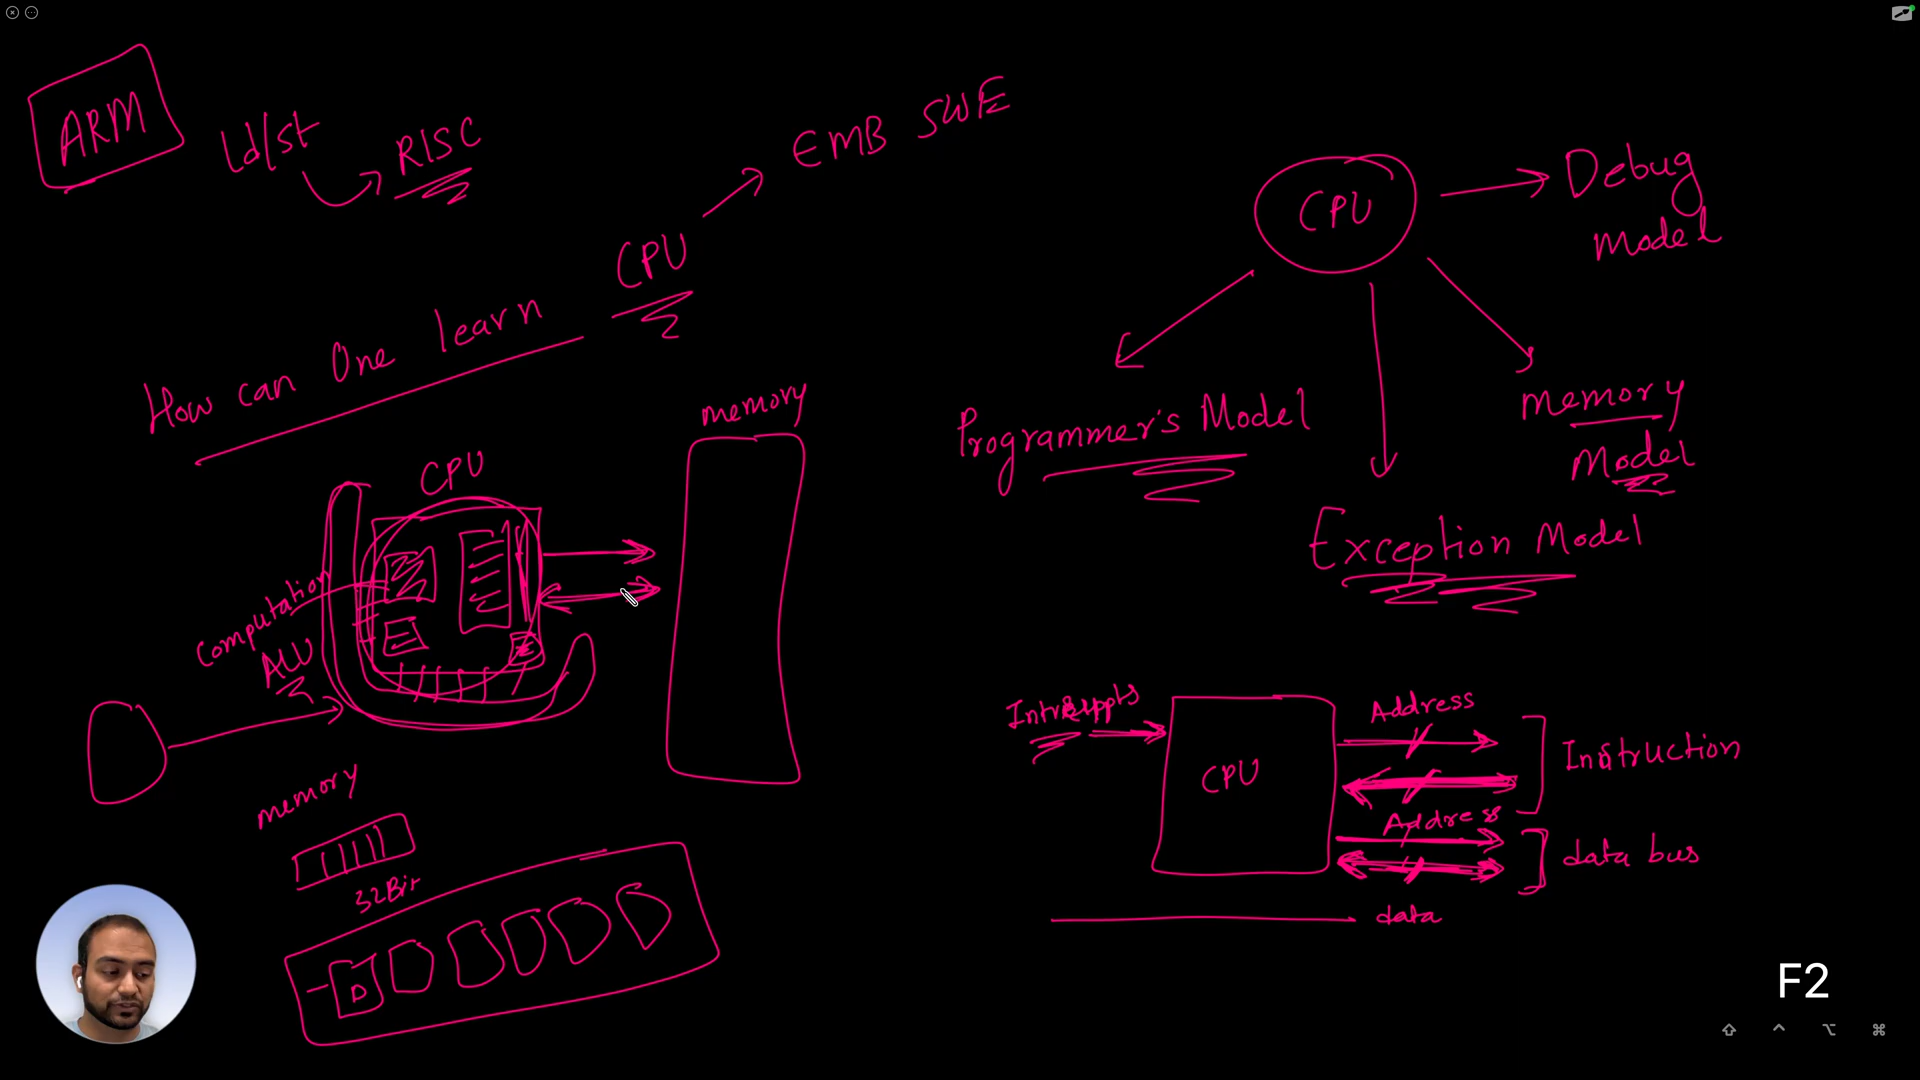 ARM
ld/st
RISC
EMB SWE
CPU
How can One learn
CPU
Debug
Model
Programmer's Model
memory
Model
Exception Model
memory
CPU
Computation
ALU
memory
32Bit
D
CPU
Address
Instruction
Address
data bus
data
F2